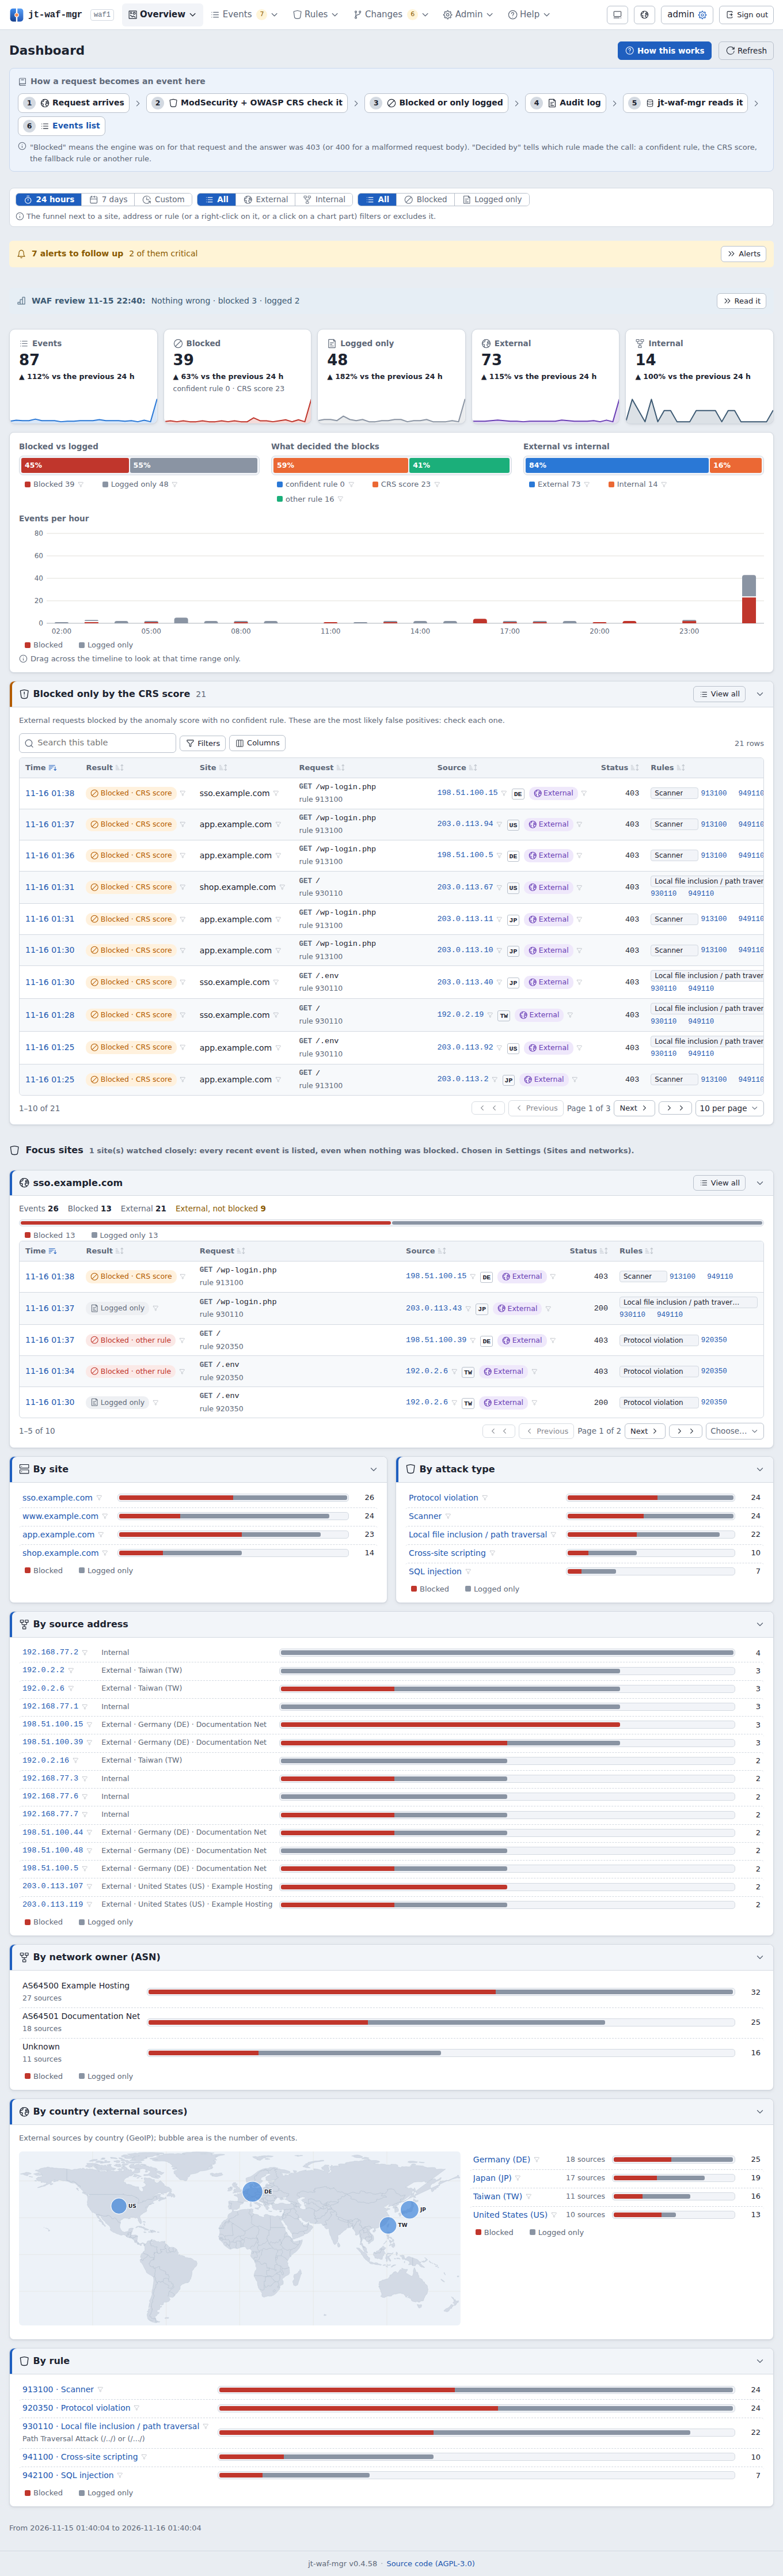 jt-waf-mgr waf1 Overview Events 7 Rules Changes 6 Admin Help admin Sign out
Dashboard How this works Refresh
How a request becomes an event here
1 Request arrives 2 ModSecurity + OWASP CRS check it 3 Blocked or only logged 4 Audit log 5 jt-waf-mgr reads it
6 Events list
"Blocked" means the engine was on for that request and the answer was 403 (or 400 for a malformed request body). "Decided by" tells which rule made the call: a confident rule, the CRS score,
the fallback rule or another rule.
24 hours 7 days Custom All External Internal All Blocked Logged only
The funnel next to a site, address or rule (or a right-click on it, or a click on a chart part) filters or excludes it.
7 alerts to follow up 2 of them critical Alerts
WAF review 11-15 22:40: Nothing wrong · blocked 3 · logged 2 Read it
Events Blocked Logged only External Internal
87 39 48 73 14
▲ 112% vs the previous 24 h ▲ 63% vs the previous 24 h ▲ 182% vs the previous 24 h ▲ 115% vs the previous 24 h ▲ 100% vs the previous 24 h
confident rule 0 · CRS score 23
Blocked vs logged What decided the blocks External vs internal
45% 55% 59% 41% 84% 16%
Blocked 39 Logged only 48 confident rule 0 CRS score 23 External 73 Internal 14
other rule 16
Events per hour
80
60
40
20
0
02:00 05:00 08:00 11:00 14:00 17:00 20:00 23:00
Blocked Logged only
Drag across the timeline to look at that time range only.
Blocked only by the CRS score 21 View all
External requests blocked by the anomaly score with no confident rule. These are the most likely false positives: check each one.
Search this table Filters Columns 21 rows
Time Result Site Request Source Status Rules
11-16 01:38 Blocked · CRS score sso.example.com GET /wp-login.php rule 913100 198.51.100.15 DE External 403 Scanner 913100 949110
11-16 01:37 Blocked · CRS score app.example.com GET /wp-login.php rule 913100 203.0.113.94 US External 403 Scanner 913100 949110
11-16 01:36 Blocked · CRS score app.example.com GET /wp-login.php rule 913100 198.51.100.5 DE External 403 Scanner 913100 949110
11-16 01:31 Blocked · CRS score shop.example.com GET / rule 930110 203.0.113.67 US External 403 Local file inclusion / path traver 930110 949110
11-16 01:31 Blocked · CRS score app.example.com GET /wp-login.php rule 913100 203.0.113.11 JP External 403 Scanner 913100 949110
11-16 01:30 Blocked · CRS score app.example.com GET /wp-login.php rule 913100 203.0.113.10 JP External 403 Scanner 913100 949110
11-16 01:30 Blocked · CRS score sso.example.com GET /.env rule 930110 203.0.113.40 JP External 403 Local file inclusion / path traver 930110 949110
11-16 01:28 Blocked · CRS score sso.example.com GET / rule 930110 192.0.2.19 TW External 403 Local file inclusion / path traver 930110 949110
11-16 01:25 Blocked · CRS score app.example.com GET /.env rule 930110 203.0.113.92 US External 403 Local file inclusion / path traver 930110 949110
11-16 01:25 Blocked · CRS score app.example.com GET / rule 913100 203.0.113.2 JP External 403 Scanner 913100 949110
1–10 of 21 Previous Page 1 of 3 Next 10 per page
Focus sites 1 site(s) watched closely: every recent event is listed, even when nothing was blocked. Chosen in Settings (Sites and networks).
sso.example.com View all
Events 26 Blocked 13 External 21 External, not blocked 9
Blocked 13 Logged only 13
Time Result Request Source Status Rules
11-16 01:38 Blocked · CRS score GET /wp-login.php rule 913100 198.51.100.15 DE External 403 Scanner 913100 949110
11-16 01:37 Logged only GET /wp-login.php rule 930110 203.0.113.43 JP External 200 Local file inclusion / path traver... 930110 949110
11-16 01:37 Blocked · other rule GET / rule 920350 198.51.100.39 DE External 403 Protocol violation 920350
11-16 01:34 Blocked · other rule GET /.env rule 920350 192.0.2.6 TW External 403 Protocol violation 920350
11-16 01:30 Logged only GET /.env rule 920350 192.0.2.6 TW External 200 Protocol violation 920350
1–5 of 10 Previous Page 1 of 2 Next Choose...
By site
sso.example.com 26
www.example.com 24
app.example.com 23
shop.example.com 14
Blocked Logged only
By attack type
Protocol violation 24
Scanner 24
Local file inclusion / path traversal 22
Cross-site scripting 10
SQL injection 7
Blocked Logged only
By source address
192.168.77.2 Internal 4
192.0.2.2 External · Taiwan (TW) 3
192.0.2.6 External · Taiwan (TW) 3
192.168.77.1 Internal 3
198.51.100.15 External · Germany (DE) · Documentation Net 3
198.51.100.39 External · Germany (DE) · Documentation Net 3
192.0.2.16 External · Taiwan (TW) 2
192.168.77.3 Internal 2
192.168.77.6 Internal 2
192.168.77.7 Internal 2
198.51.100.44 External · Germany (DE) · Documentation Net 2
198.51.100.48 External · Germany (DE) · Documentation Net 2
198.51.100.5 External · Germany (DE) · Documentation Net 2
203.0.113.107 External · United States (US) · Example Hosting 2
203.0.113.119 External · United States (US) · Example Hosting 2
Blocked Logged only
By network owner (ASN)
AS64500 Example Hosting 32
27 sources
AS64501 Documentation Net 25
18 sources
Unknown 16
11 sources
Blocked Logged only
By country (external sources)
External sources by country (GeoIP); bubble area is the number of events.
US DE JP TW
Germany (DE) 18 sources 25
Japan (JP) 17 sources 19
Taiwan (TW) 11 sources 16
United States (US) 10 sources 13
Blocked Logged only
By rule
913100 · Scanner 24
920350 · Protocol violation 24
930110 · Local file inclusion / path traversal 22
Path Traversal Attack (/../) or (/.../)
941100 · Cross-site scripting 10
942100 · SQL injection 7
Blocked Logged only
From 2026-11-15 01:40:04 to 2026-11-16 01:40:04
jt-waf-mgr v0.4.58 · Source code (AGPL-3.0)